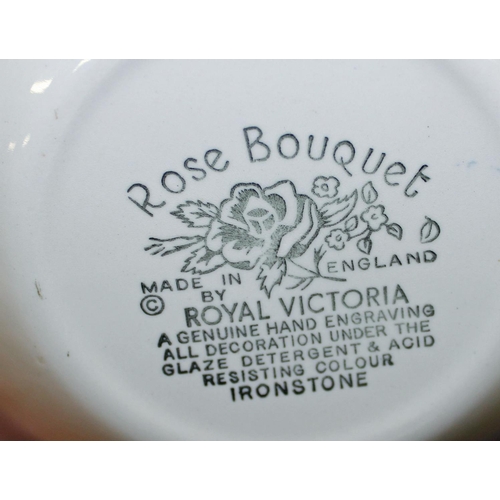 Rose Bouquet
MADE IN ENGLAND
© BY
ROYAL VICTORIA
A GENUINE HAND ENGRAVING
ALL DECORATION UNDER THE
GLAZE DETERGENT & ACID
RESISTING COLOUR
IRONSTONE